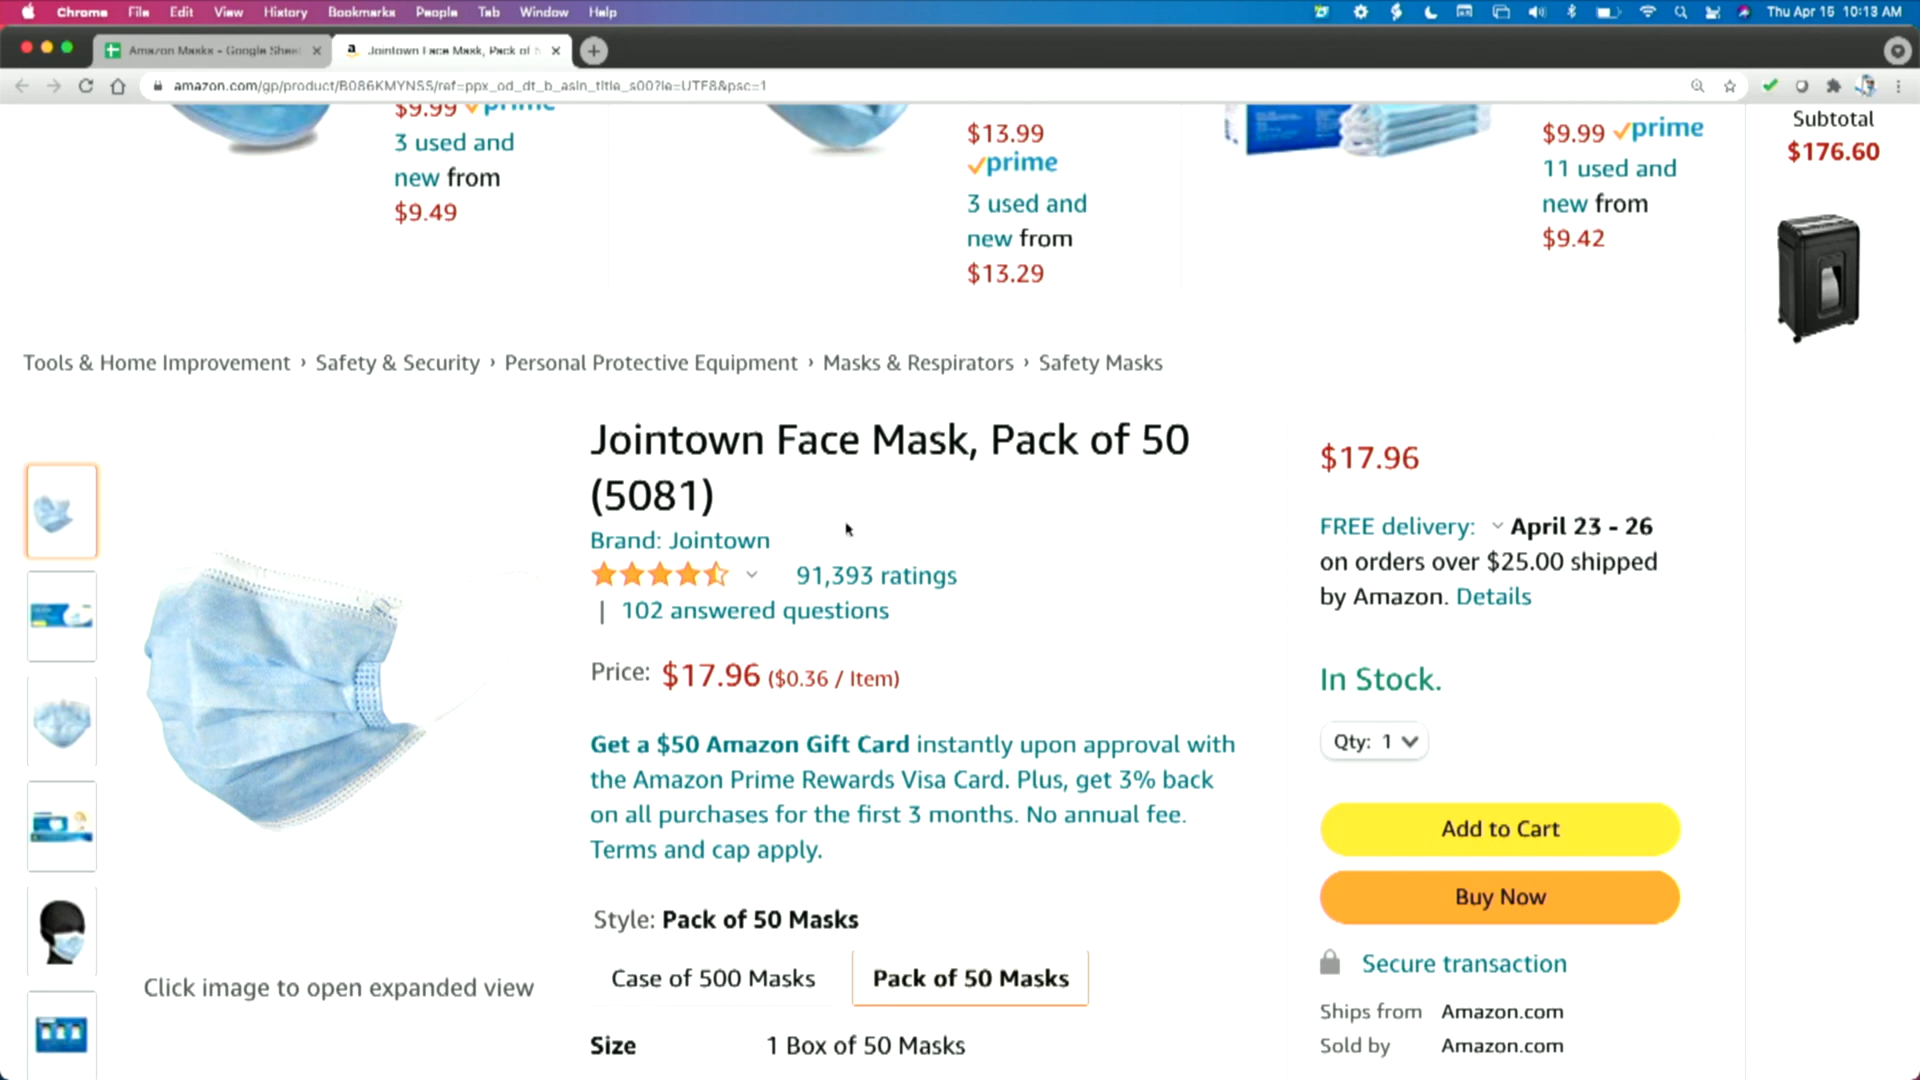 Chrome File Edit View History Bookmarks People Tab Window Help Thu Apr 15 10:13 AM
Amazon Masks - Google Sheet
Jointown Face Mask, Pack of 5
amazon.com/gp/product/B086KMYNSS/ref=ppx_od_dt_b_asin_title_s00?ie=UTF8&psc=1
$9.99 prime
3 used and
new from
$9.49
$13.99
prime
3 used and
new from
$13.29
$9.99 prime
11 used and
new from
$9.42
Subtotal
$176.60
Tools & Home Improvement › Safety & Security › Personal Protective Equipment › Masks & Respirators › Safety Masks
Jointown Face Mask, Pack of 50
(5081)
Brand: Jointown
91,393 ratings
| 102 answered questions
Price: $17.96 ($0.36 / Item)
Get a $50 Amazon Gift Card instantly upon approval with
the Amazon Prime Rewards Visa Card. Plus, get 3% back
on all purchases for the first 3 months. No annual fee.
Terms and cap apply.
Style: Pack of 50 Masks
Case of 500 Masks Pack of 50 Masks
Size 1 Box of 50 Masks
Click image to open expanded view
$17.96
FREE delivery: April 23 - 26
on orders over $25.00 shipped
by Amazon. Details
In Stock.
Qty: 1
Add to Cart
Buy Now
Secure transaction
Ships from Amazon.com
Sold by Amazon.com